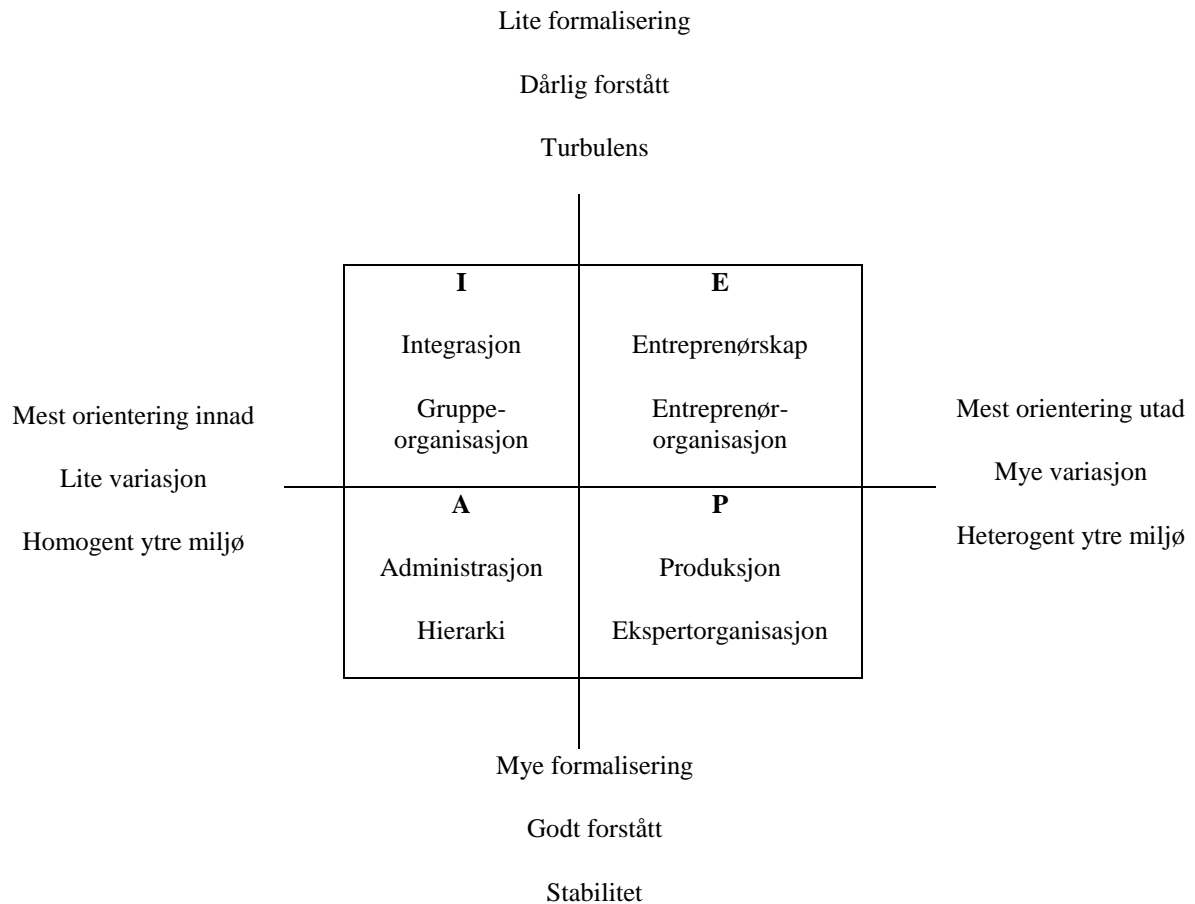 Lite formalisering
Dårlig forstått
Turbulens
I
Integrasjon
Gruppe-
organisasjon
E
Entreprenørskap
Entreprenør-
organisasjon
Mest orientering innad
Lite variasjon
Homogent ytre miljø
Mest orientering utad
Mye variasjon
Heterogent ytre miljø
A
Administrasjon
Hierarki
P
Produksjon
Ekspertorganisasjon
Mye formalisering
Godt forstått
Stabilitet